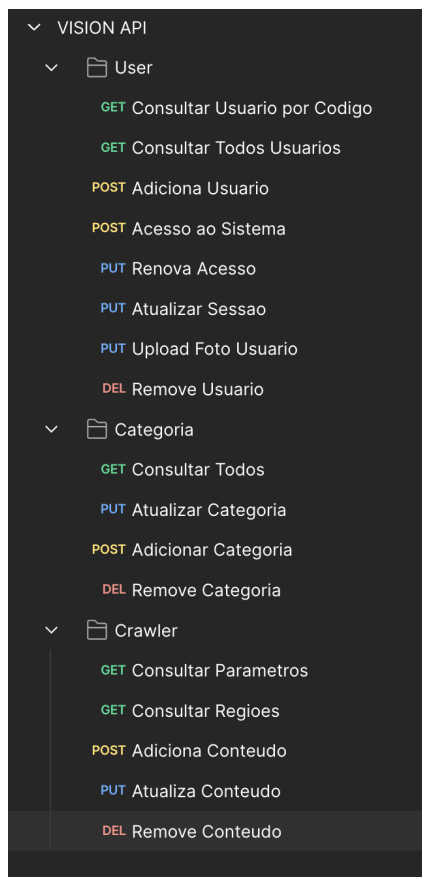 VISION API
User
GET Consultar Usuario por Codigo
GET Consultar Todos Usuarios
POST Adiciona Usuario
POST Acesso ao Sistema
PUT Renova Acesso
PUT Atualizar Sessao
PUT Upload Foto Usuario
DEL Remove Usuario
Categoria
GET Consultar Todos
PUT Atualizar Categoria
POST Adicionar Categoria
DEL Remove Categoria
Crawler
GET Consultar Parametros
GET Consultar Regioes
POST Adiciona Conteudo
PUT Atualiza Conteudo
DEL Remove Conteudo